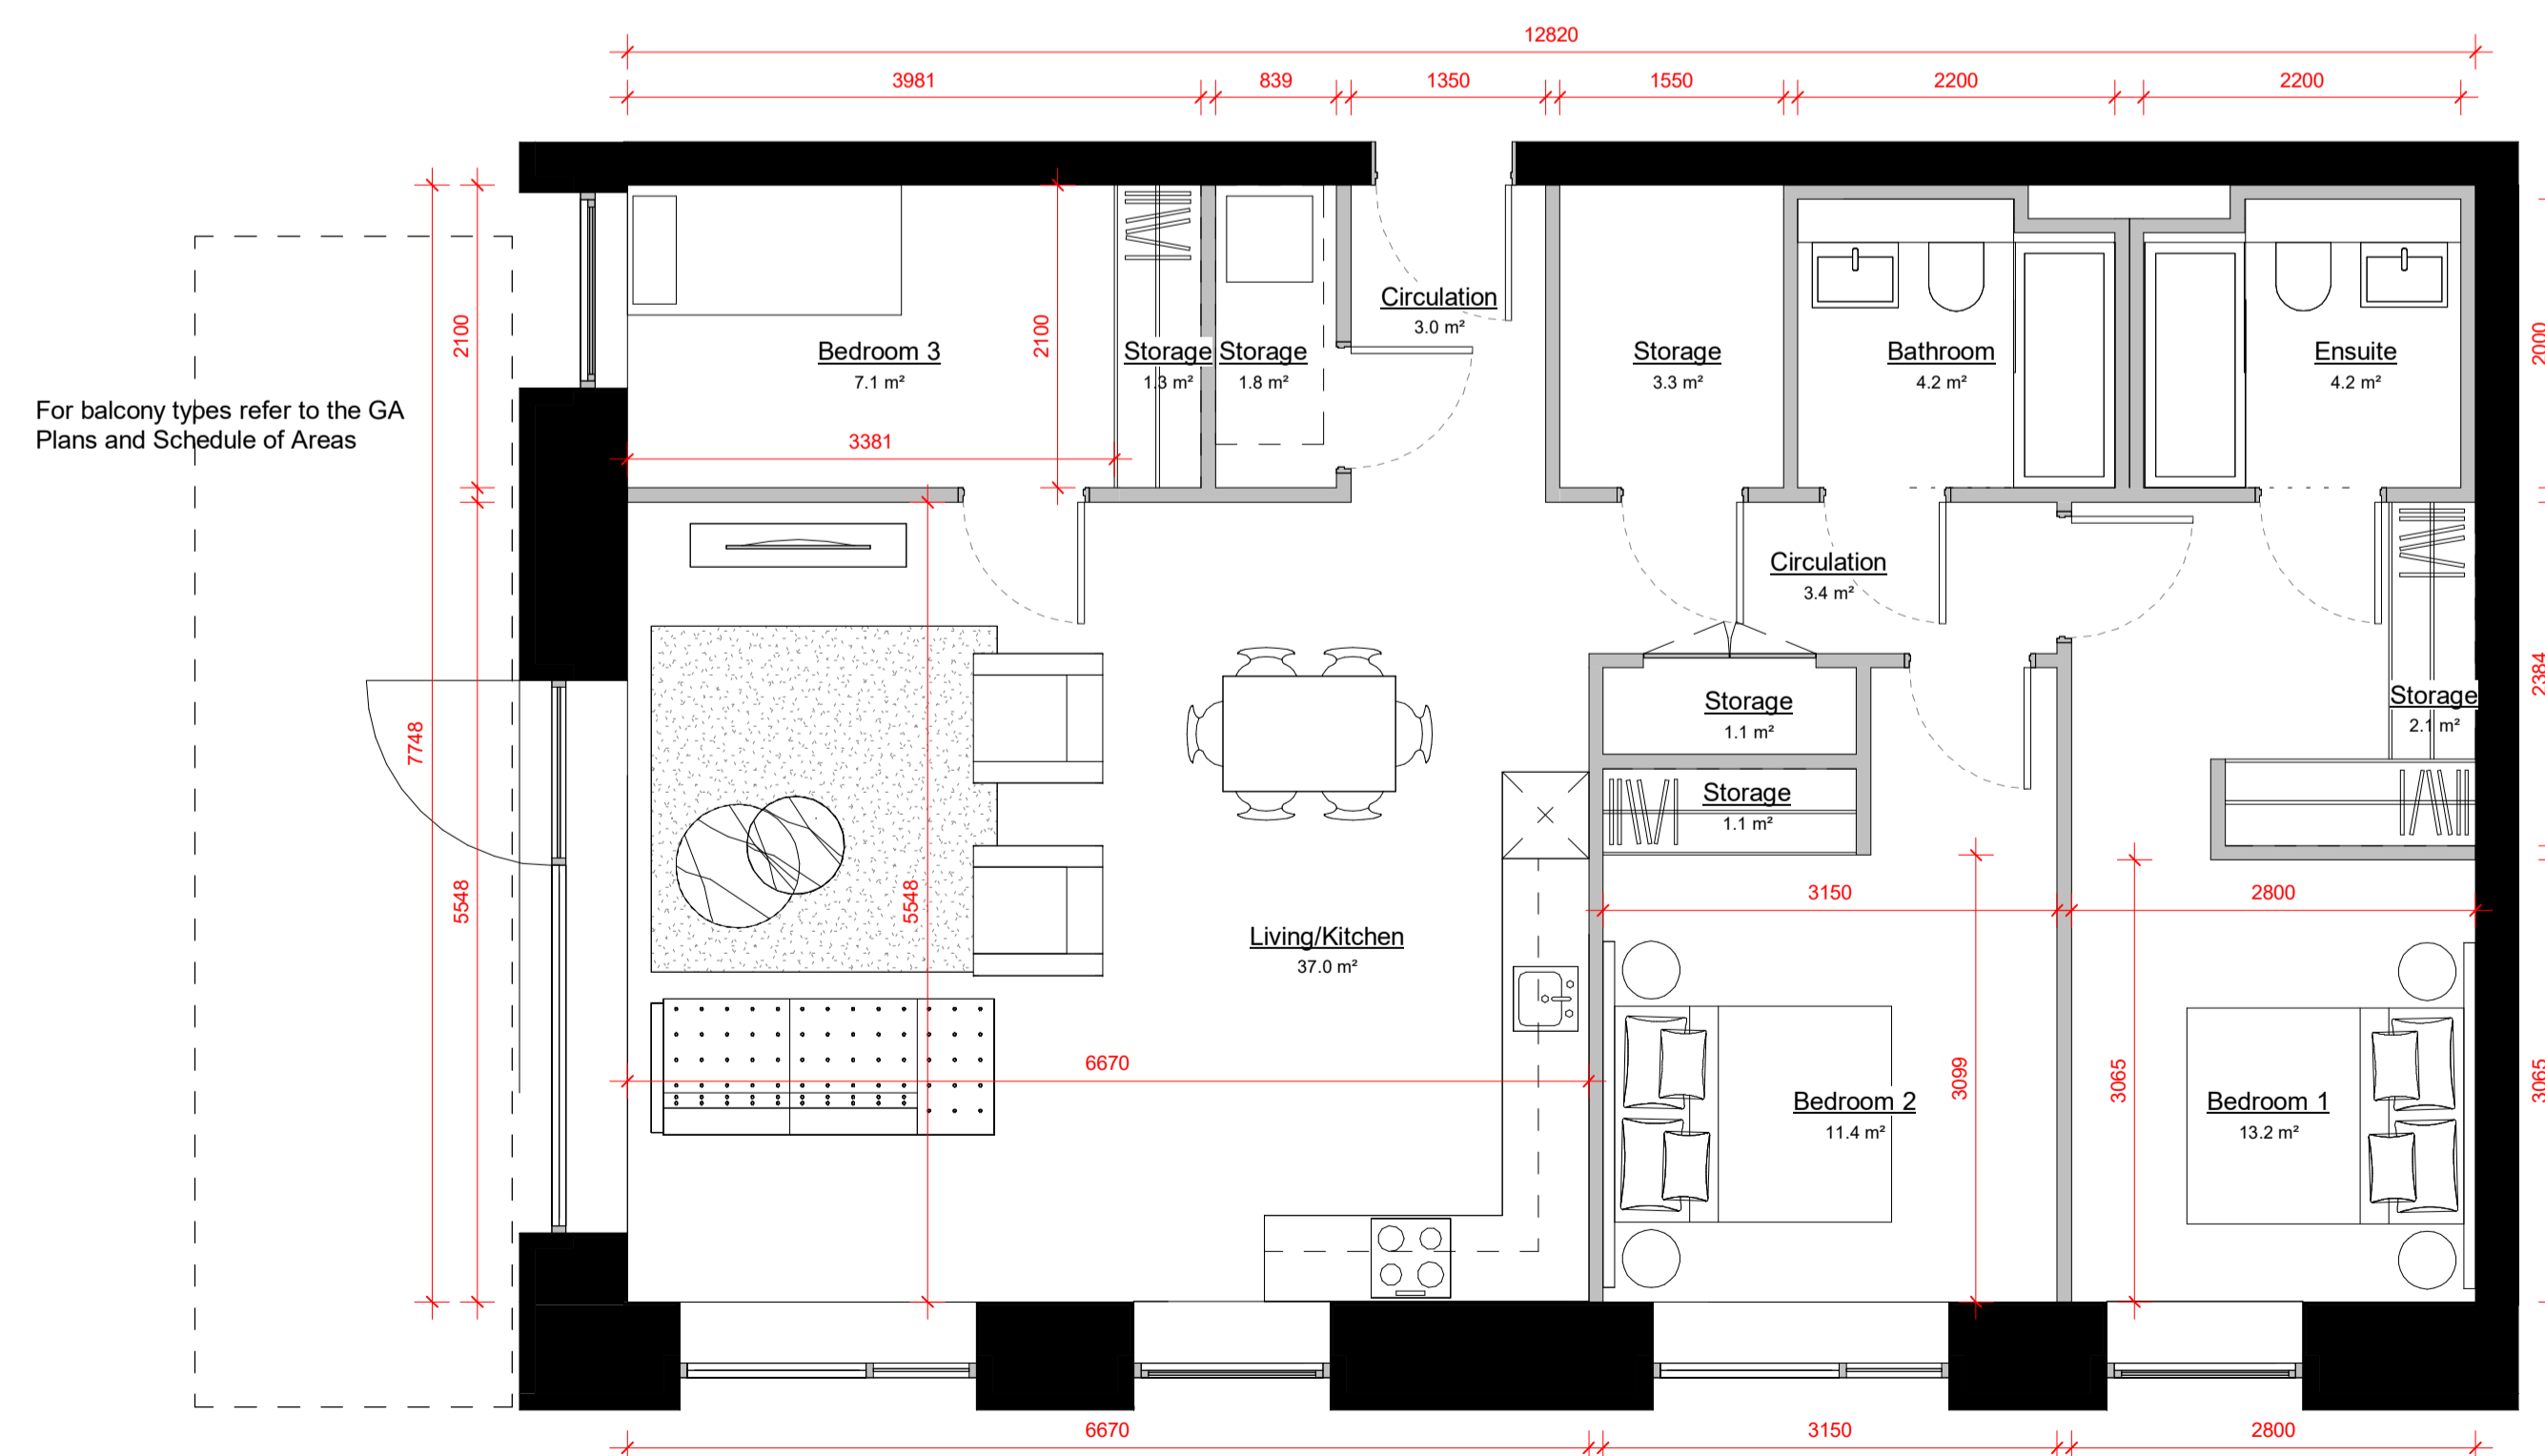 12820
3981
839
1350
1550
2200
2200
Circulation
3.0 m²
2100
2100
Bedroom 3
7.1 m²
Storage
1.3 m²
Storage
1.8 m²
Storage
3.3 m²
Bathroom
4.2 m²
Ensuite
4.2 m²
2000
For balcony types refer to the GA
Plans and Schedule of Areas
3381
Circulation
3.4 m²
7748
Storage
1.1 m²
Storage
2.1 m²
2384
Storage
1.1 m²
5548
5548
3150
2800
Living/Kitchen
37.0 m²
6670
3099
3065
3065
Bedroom 2
11.4 m²
Bedroom 1
13.2 m²
6670
3150
2800